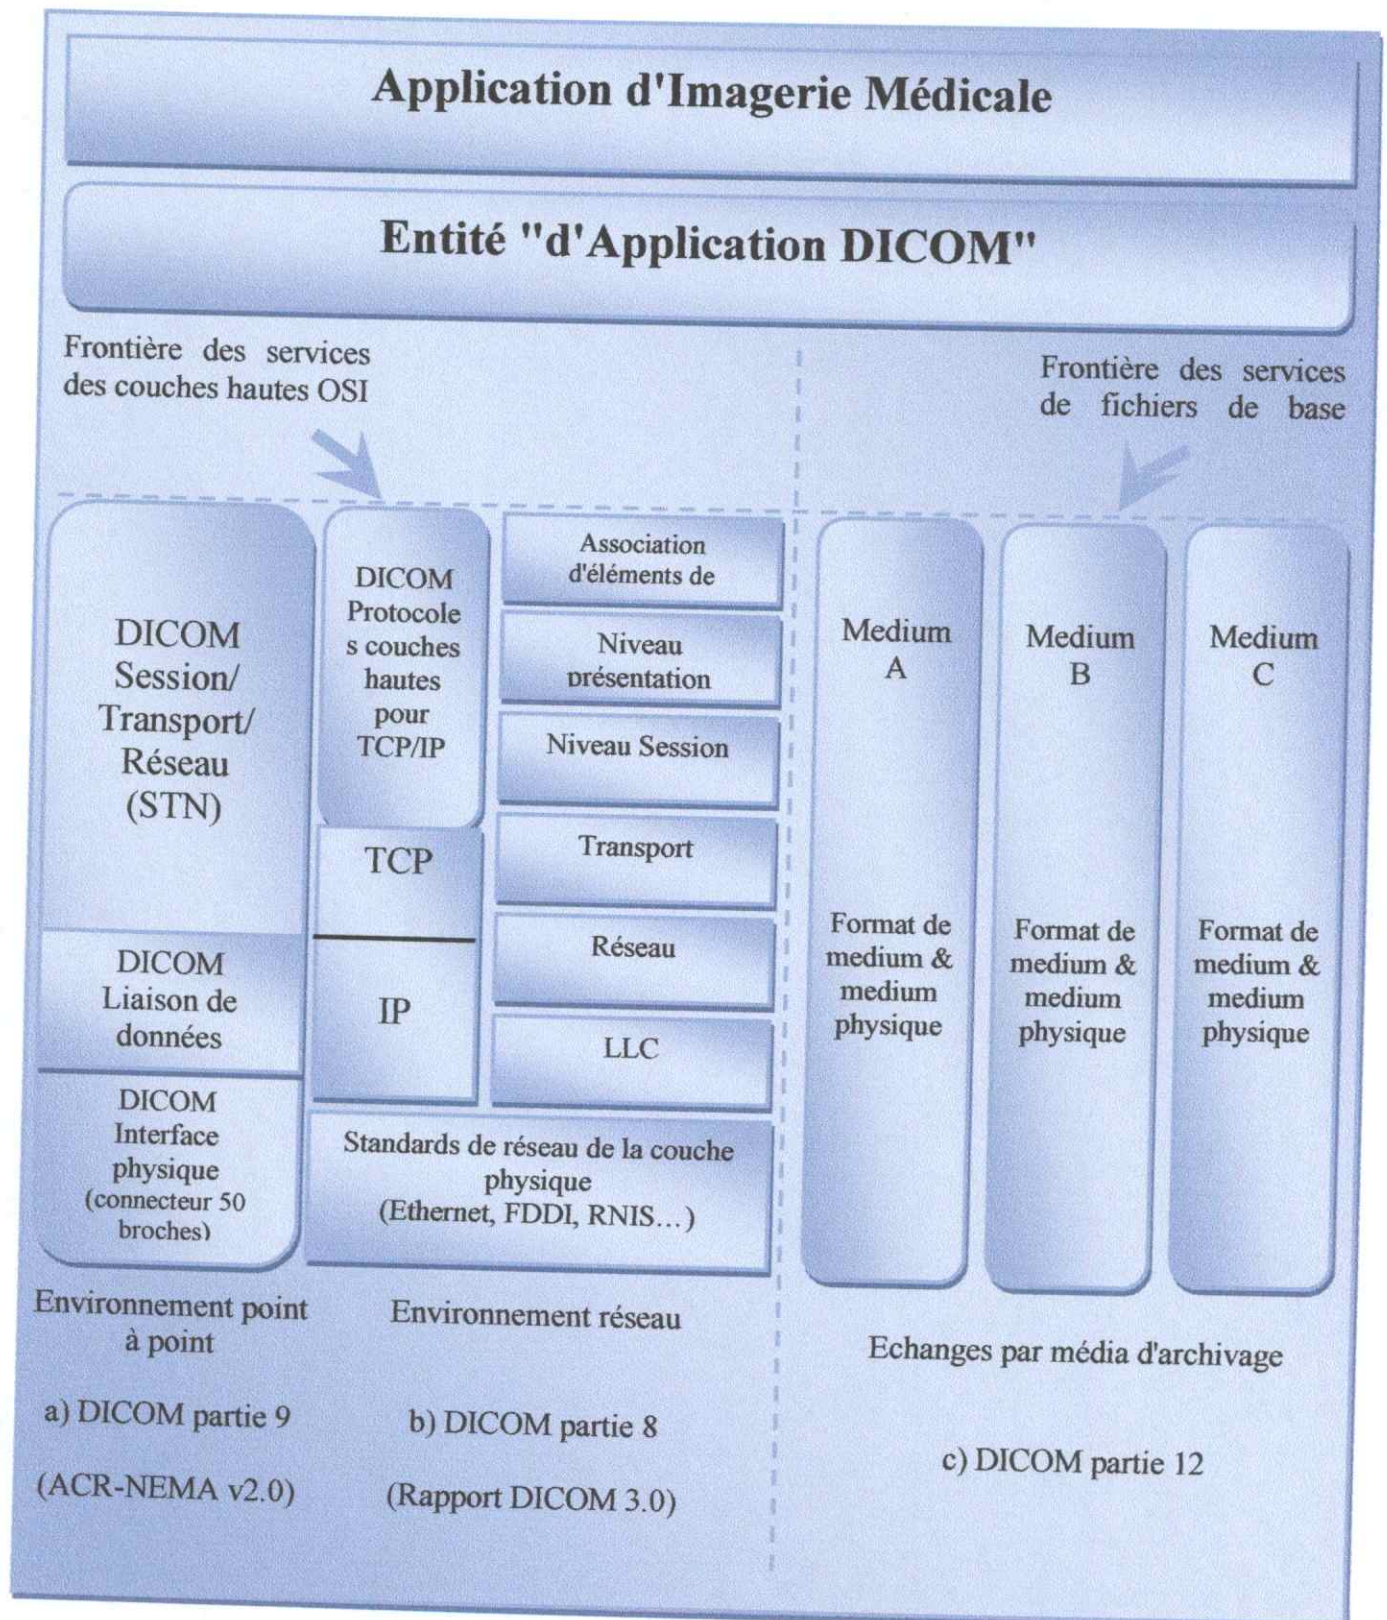 Application d'Imagerie Médicale
Entité "d'Application DICOM"
Frontière des services
des couches hautes OSI
Frontière des services
de fichiers de base
DICOM
Session/
Transport/
Réseau
(STN)
DICOM
Liaison de
données
DICOM
Interface
physique
(connecteur 50
broches)
DICOM
Protocole
s couches
hautes
pour
TCP/IP
TCP
IP
Association
d'éléments de
Niveau
présentation
Niveau Session
Transport
Réseau
LLC
Standards de réseau de la couche
physique
(Ethernet, FDDI, RNIS…)
Medium
A
Format de
medium &
medium
physique
Medium
B
Format de
medium &
medium
physique
Medium
C
Format de
medium &
medium
physique
Environnement point
à point
a) DICOM partie 9
(ACR-NEMA v2.0)
Environnement réseau
b) DICOM partie 8
(Rapport DICOM 3.0)
Echanges par média d'archivage
c) DICOM partie 12